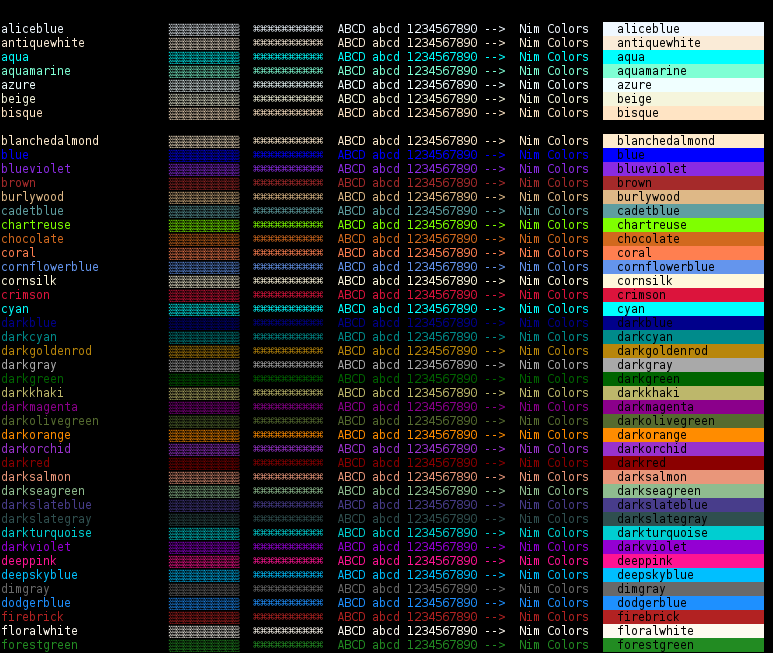 aliceblue ABCD abcd 1234567890 --> Nim Colors aliceblue
antiquewhite ABCD abcd 1234567890 --> Nim Colors antiquewhite
aqua ABCD abcd 1234567890 --> Nim Colors aqua
aquamarine ABCD abcd 1234567890 --> Nim Colors aquamarine
azure ABCD abcd 1234567890 --> Nim Colors azure
beige ABCD abcd 1234567890 --> Nim Colors beige
bisque ABCD abcd 1234567890 --> Nim Colors bisque
blanchedalmond ABCD abcd 1234567890 --> Nim Colors blanchedalmond
blue ABCD abcd 1234567890 --> Nim Colors blue
blueviolet ABCD abcd 1234567890 --> Nim Colors blueviolet
brown ABCD abcd 1234567890 --> Nim Colors brown
burlywood ABCD abcd 1234567890 --> Nim Colors burlywood
cadetblue ABCD abcd 1234567890 --> Nim Colors cadetblue
chartreuse ABCD abcd 1234567890 --> Nim Colors chartreuse
chocolate ABCD abcd 1234567890 --> Nim Colors chocolate
coral ABCD abcd 1234567890 --> Nim Colors coral
cornflowerblue ABCD abcd 1234567890 --> Nim Colors cornflowerblue
cornsilk ABCD abcd 1234567890 --> Nim Colors cornsilk
crimson ABCD abcd 1234567890 --> Nim Colors crimson
cyan ABCD abcd 1234567890 --> Nim Colors cyan
darkblue ABCD abcd 1234567890 --> Nim Colors darkblue
darkcyan ABCD abcd 1234567890 --> Nim Colors darkcyan
darkgoldenrod ABCD abcd 1234567890 --> Nim Colors darkgoldenrod
darkgray ABCD abcd 1234567890 --> Nim Colors darkgray
darkgreen ABCD abcd 1234567890 --> Nim Colors darkgreen
darkkhaki ABCD abcd 1234567890 --> Nim Colors darkkhaki
darkmagenta ABCD abcd 1234567890 --> Nim Colors darkmagenta
darkolivegreen ABCD abcd 1234567890 --> Nim Colors darkolivegreen
darkorange ABCD abcd 1234567890 --> Nim Colors darkorange
darkorchid ABCD abcd 1234567890 --> Nim Colors darkorchid
darkred ABCD abcd 1234567890 --> Nim Colors darkred
darksalmon ABCD abcd 1234567890 --> Nim Colors darksalmon
darkseagreen ABCD abcd 1234567890 --> Nim Colors darkseagreen
darkslateblue ABCD abcd 1234567890 --> Nim Colors darkslateblue
darkslategray ABCD abcd 1234567890 --> Nim Colors darkslategray
darkturquoise ABCD abcd 1234567890 --> Nim Colors darkturquoise
darkviolet ABCD abcd 1234567890 --> Nim Colors darkviolet
deeppink ABCD abcd 1234567890 --> Nim Colors deeppink
deepskyblue ABCD abcd 1234567890 --> Nim Colors deepskyblue
dimgray ABCD abcd 1234567890 --> Nim Colors dimgray
dodgerblue ABCD abcd 1234567890 --> Nim Colors dodgerblue
firebrick ABCD abcd 1234567890 --> Nim Colors firebrick
floralwhite ABCD abcd 1234567890 --> Nim Colors floralwhite
forestgreen ABCD abcd 1234567890 --> Nim Colors forestgreen